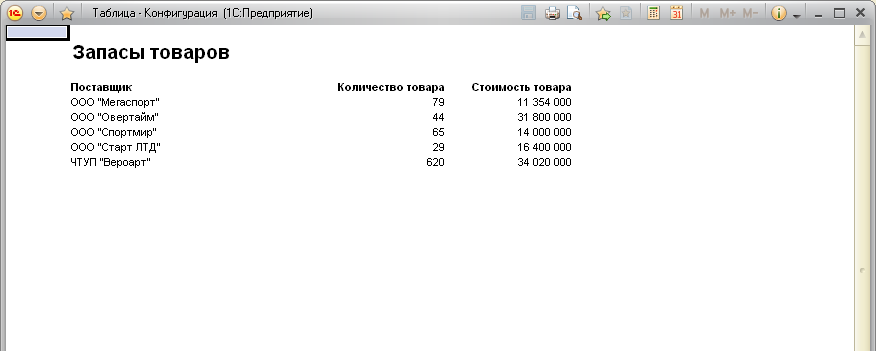 1С Таблица - Конфигурация (1С:Предприятие) 31 M M+ M-
Запасы товаров
Поставщик Количество товара Стоимость товара
ООО "Мегаспорт" 79 11 354 000
ООО "Овертайм" 44 31 800 000
ООО "Спортмир" 65 14 000 000
ООО "Старт ЛТД" 29 16 400 000
ЧТУП "Вероарт" 620 34 020 000